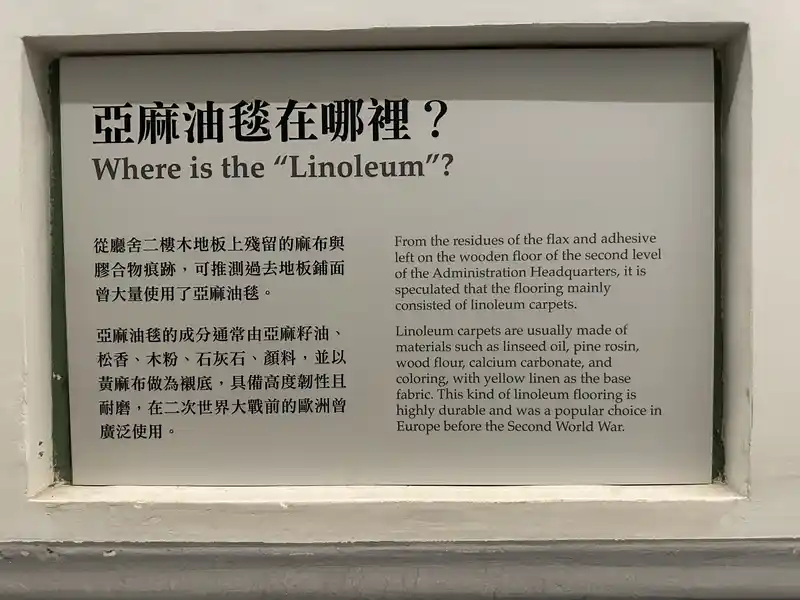 亞麻油毯在哪裡？
Where is the “Linoleum”?
從廳舍二樓木地板上殘留的麻布與
膠合物痕跡，可推測過去地板鋪面
曾大量使用了亞麻油毯。
亞麻油毯的成分通常由亞麻籽油、
松香、木粉、石灰石、顏料，並以
黃麻布做為襯底，具備高度韌性且
耐磨，在二次世界大戰前的歐洲曾
廣泛使用。
From the residues of the flax and adhesive
left on the wooden floor of the second level
of the Administration Headquarters, it is
speculated that the flooring mainly
consisted of linoleum carpets.
Linoleum carpets are usually made of
materials such as linseed oil, pine rosin,
wood flour, calcium carbonate, and
coloring, with yellow linen as the base
fabric. This kind of linoleum flooring is
highly durable and was a popular choice in
Europe before the Second World War.